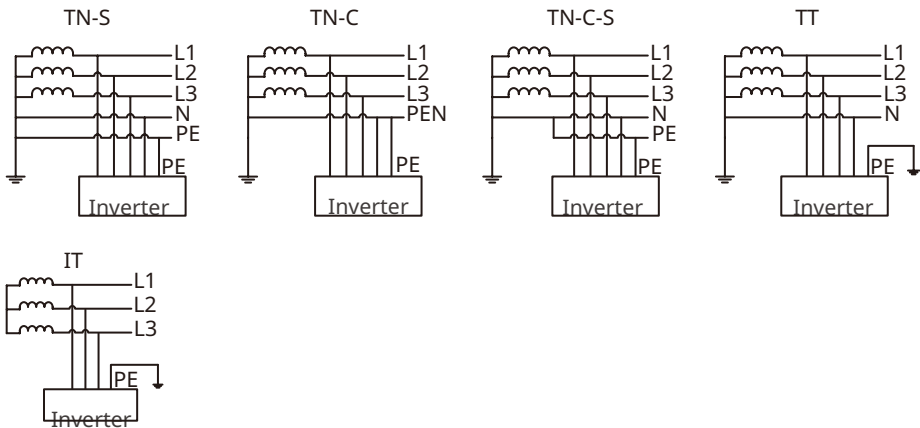 TN-S
TN-C
TN-C-S
TT
L1
L2
L3
N
PE
PE
Inverter
L1
L2
L3
PEN
PE
Inverter
L1
L2
L3
N
PE
PE
Inverter
L1
L2
L3
N
PE
Inverter
IT
L1
L2
L3
PE
Inverter